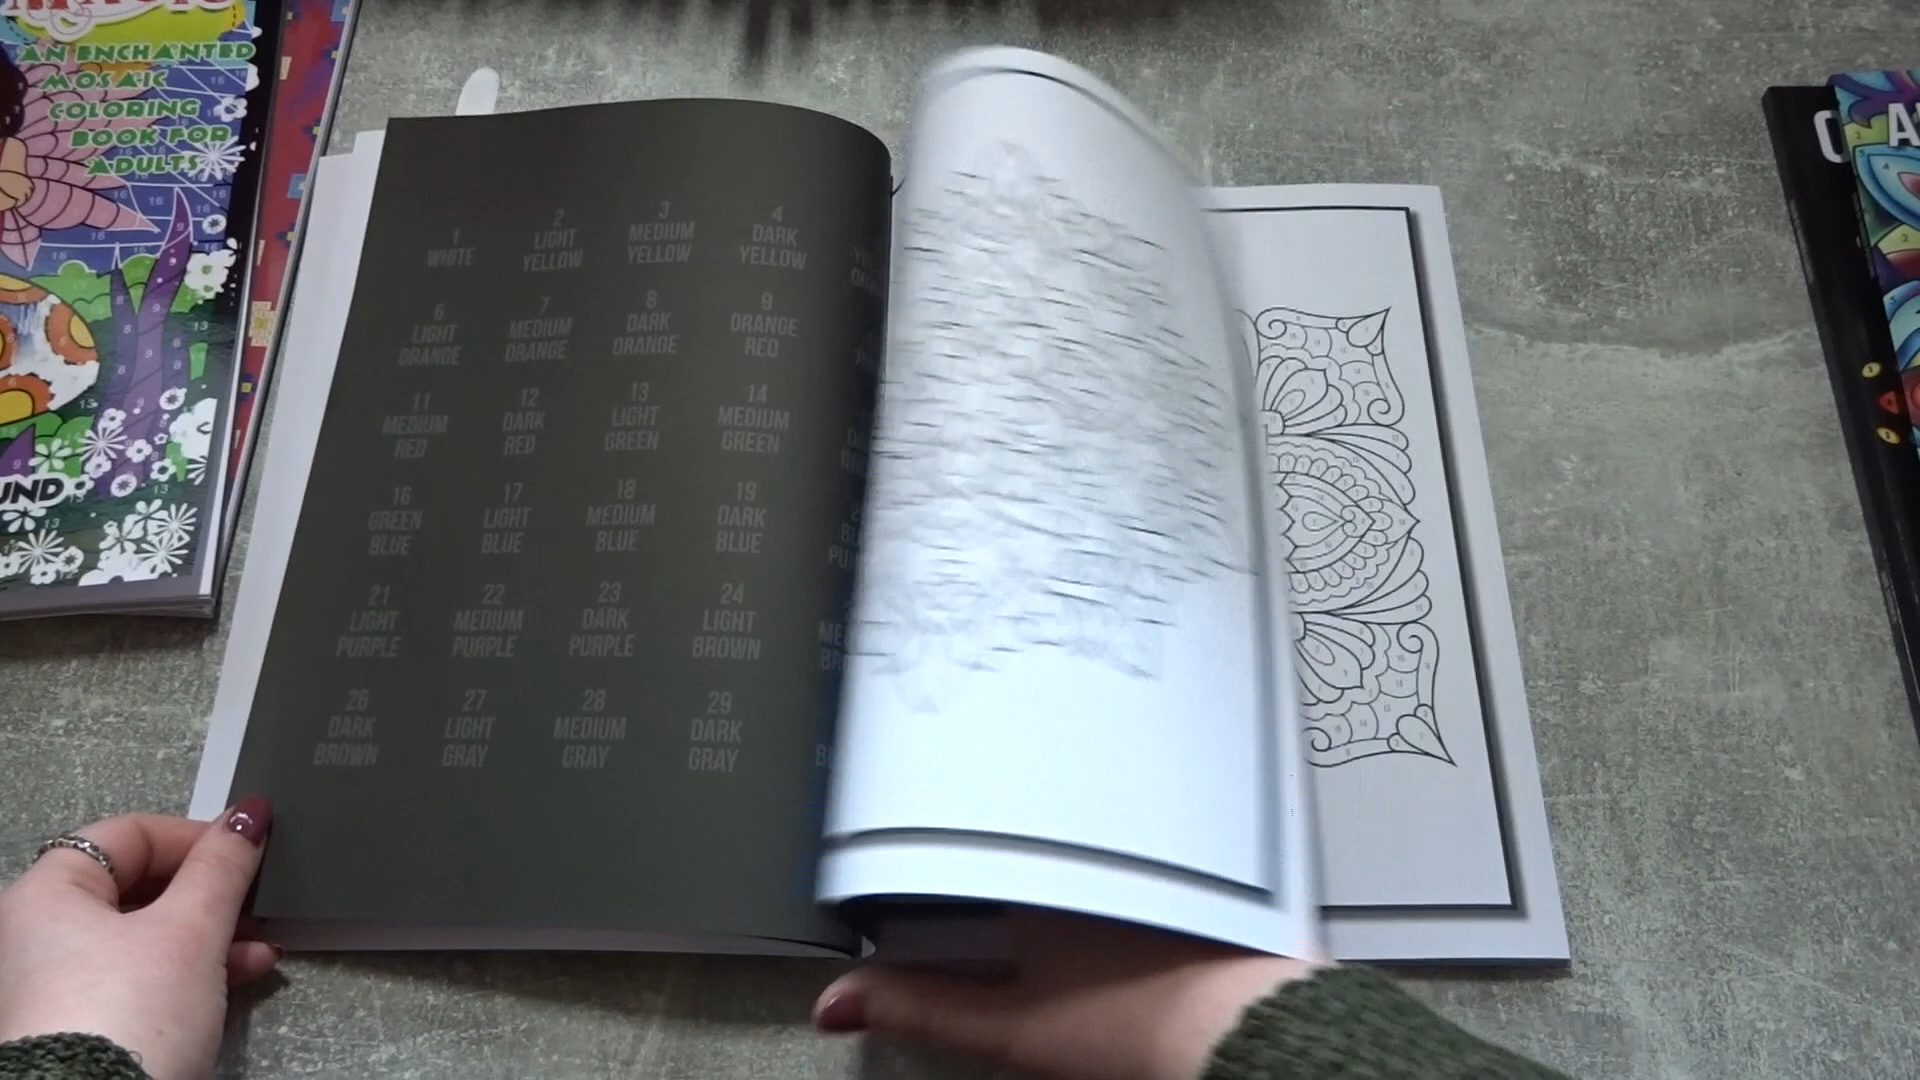 AN ENCHANTED
MOSAIC
COLORING
BOOK FOR
ADULTS
UND
1
WHITE
2
LIGHT
YELLOW
3
MEDIUM
YELLOW
4
DARK
YELLOW
6
LIGHT
ORANGE
7
MEDIUM
ORANGE
8
DARK
ORANGE
9
ORANGE
RED
11
MEDIUM
RED
12
DARK
RED
13
LIGHT
GREEN
14
MEDIUM
GREEN
16
GREEN
BLUE
17
LIGHT
BLUE
18
MEDIUM
BLUE
19
DARK
BLUE
21
LIGHT
PURPLE
22
MEDIUM
PURPLE
23
DARK
PURPLE
24
LIGHT
BROWN
26
DARK
BROWN
27
LIGHT
GRAY
28
MEDIUM
GRAY
29
DARK
GRAY